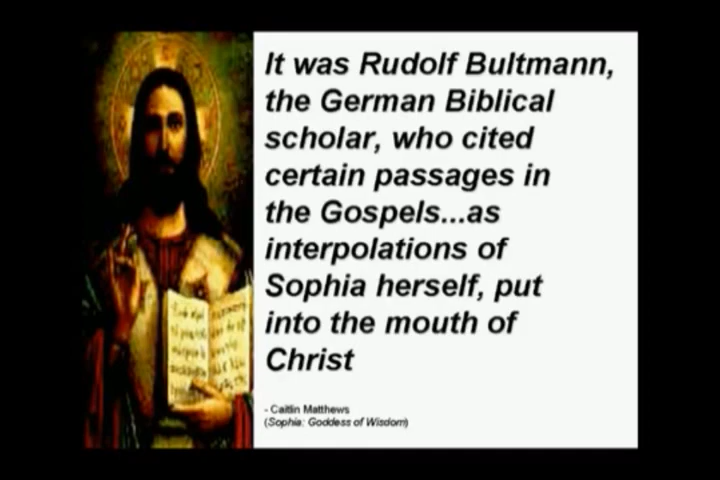 It was Rudolf Bultmann,
the German Biblical
scholar, who cited
certain passages in
the Gospels...as
interpolations of
Sophia herself, put
into the mouth of
Christ
- Caitlin Matthews
(Sophia: Goddess of Wisdom)